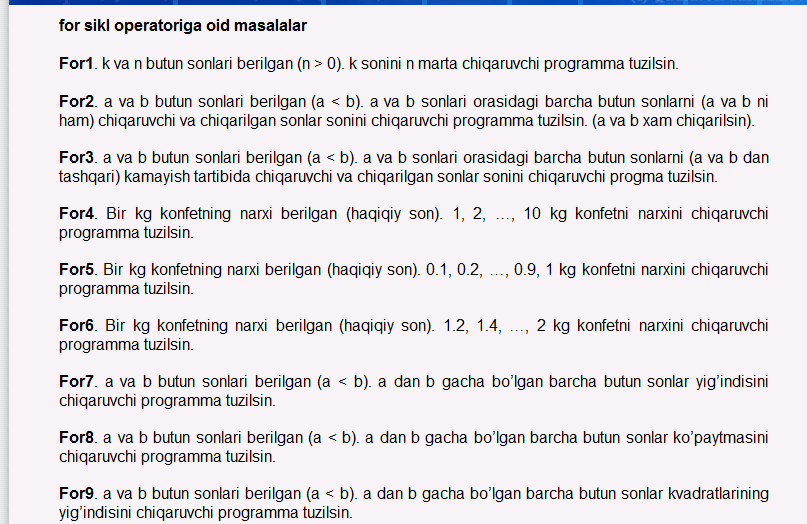 for sikl operatoriga oid masalalar
For1. k va n butun sonlari berilgan (n > 0). k sonini n marta chiqaruvchi programma tuzilsin.
For2. a va b butun sonlari berilgan (a < b). a va b sonlari orasidagi barcha butun sonlarni (a va b ni
ham) chiqaruvchi va chiqarilgan sonlar sonini chiqaruvchi programma tuzilsin. (a va b xam chiqarilsin).
For3. a va b butun sonlari berilgan (a < b). a va b sonlari orasidagi barcha butun sonlarni (a va b dan
tashqari) kamayish tartibida chiqaruvchi va chiqarilgan sonlar sonini chiqaruvchi progma tuzilsin.
For4. Bir kg konfetning narxi berilgan (haqiqiy son). 1, 2, …, 10 kg konfetni narxini chiqaruvchi
programma tuzilsin.
For5. Bir kg konfetning narxi berilgan (haqiqiy son). 0.1, 0.2, …, 0.9, 1 kg konfetni narxini chiqaruvchi
programma tuzilsin.
For6. Bir kg konfetning narxi berilgan (haqiqiy son). 1.2, 1.4, …, 2 kg konfetni narxini chiqaruvchi
programma tuzilsin.
For7. a va b butun sonlari berilgan (a < b). a dan b gacha bo’lgan barcha butun sonlar yig’indisini
chiqaruvchi programma tuzilsin.
For8. a va b butun sonlari berilgan (a < b). a dan b gacha bo’lgan barcha butun sonlar ko’paytmasini
chiqaruvchi programma tuzilsin.
For9. a va b butun sonlari berilgan (a < b). a dan b gacha bo’lgan barcha butun sonlar kvadratlarining
yig’indisini chiqaruvchi programma tuzilsin.